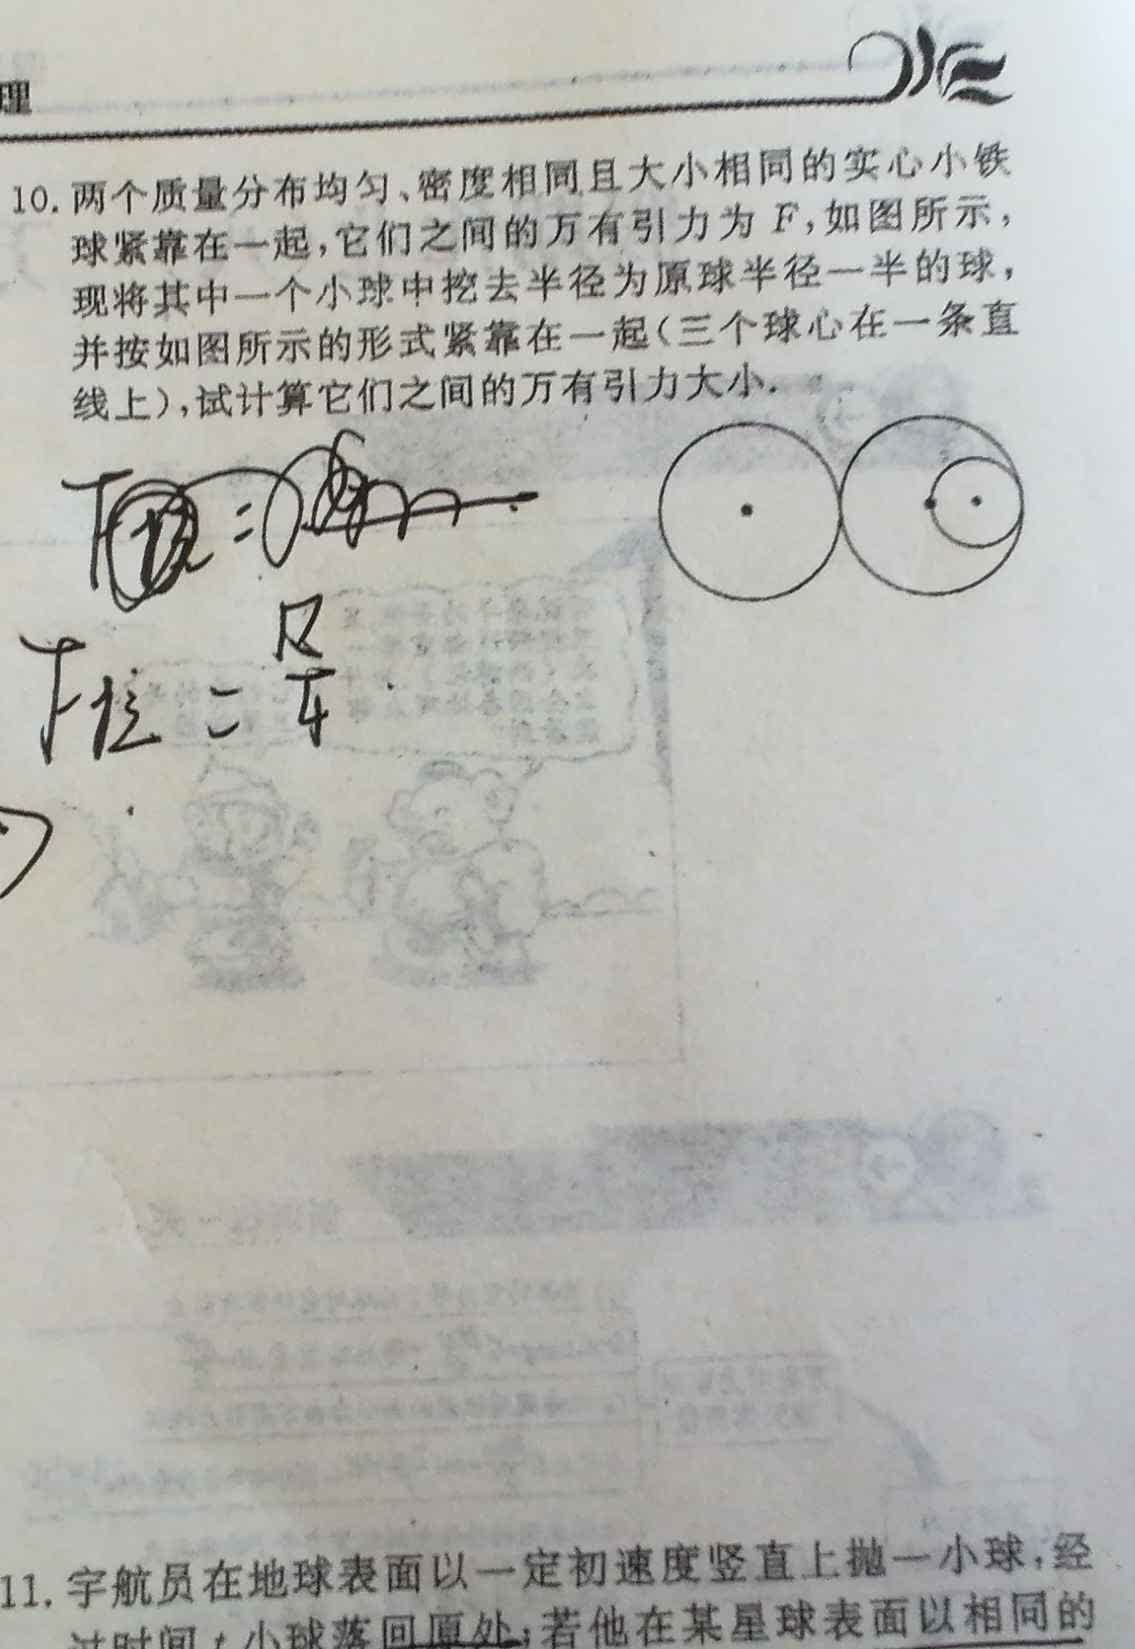 理
10. 两个质量分布均匀、密度相同且大小相同的实心小铁
球紧靠在一起，它们之间的万有引力为 F，如图所示，
现将其中一个小球中挖去半径为原球半径一半的球，
并按如图所示的形式紧靠在一起（三个球心在一条直
线上），试计算它们之间的万有引力大小.
11. 宇航员在地球表面以一定初速度竖直上抛一小球，经
过时间 t 小球落回原处；若他在某星球表面以相同的